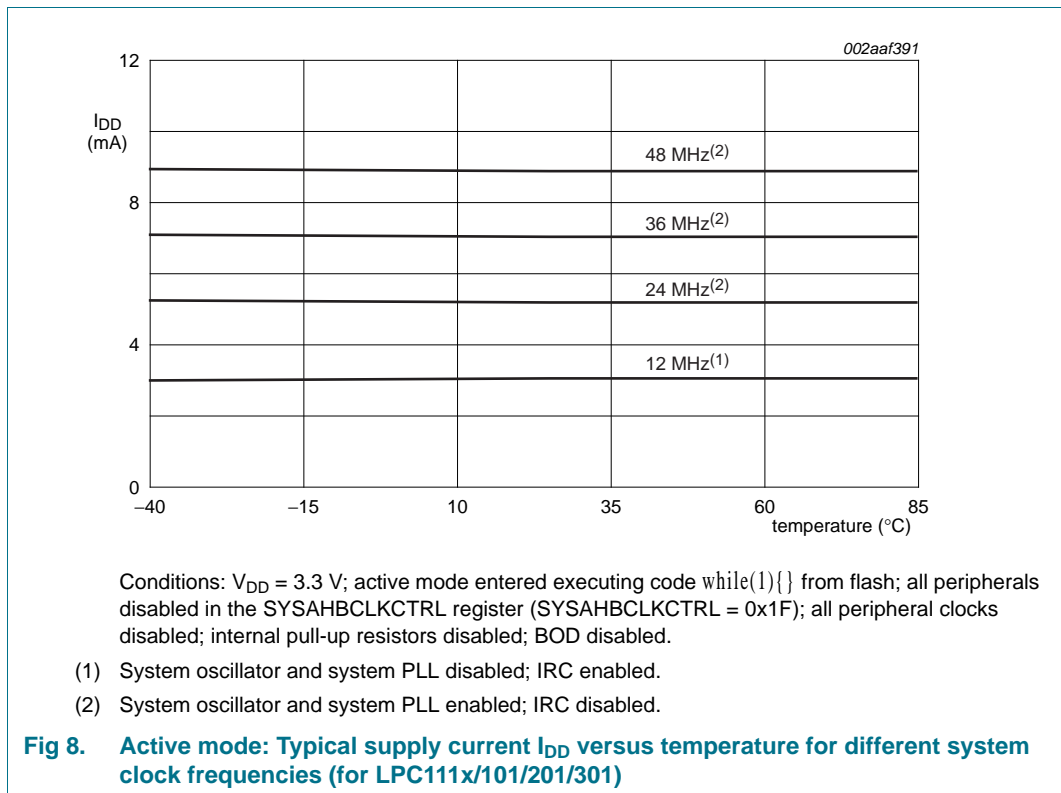 002aaf391
12
I_DD
(mA)
48 MHz(2)
8
36 MHz(2)
24 MHz(2)
4
12 MHz(1)
0
−40 −15 10 35 60 85
temperature (°C)
Conditions: V_DD = 3.3 V; active mode entered executing code while(1){} from flash; all peripherals
disabled in the SYSAHBCLKCTRL register (SYSAHBCLKCTRL = 0x1F); all peripheral clocks
disabled; internal pull-up resistors disabled; BOD disabled.
(1) System oscillator and system PLL disabled; IRC enabled.
(2) System oscillator and system PLL enabled; IRC disabled.
Fig 8. Active mode: Typical supply current I_DD versus temperature for different system
clock frequencies (for LPC111x/101/201/301)